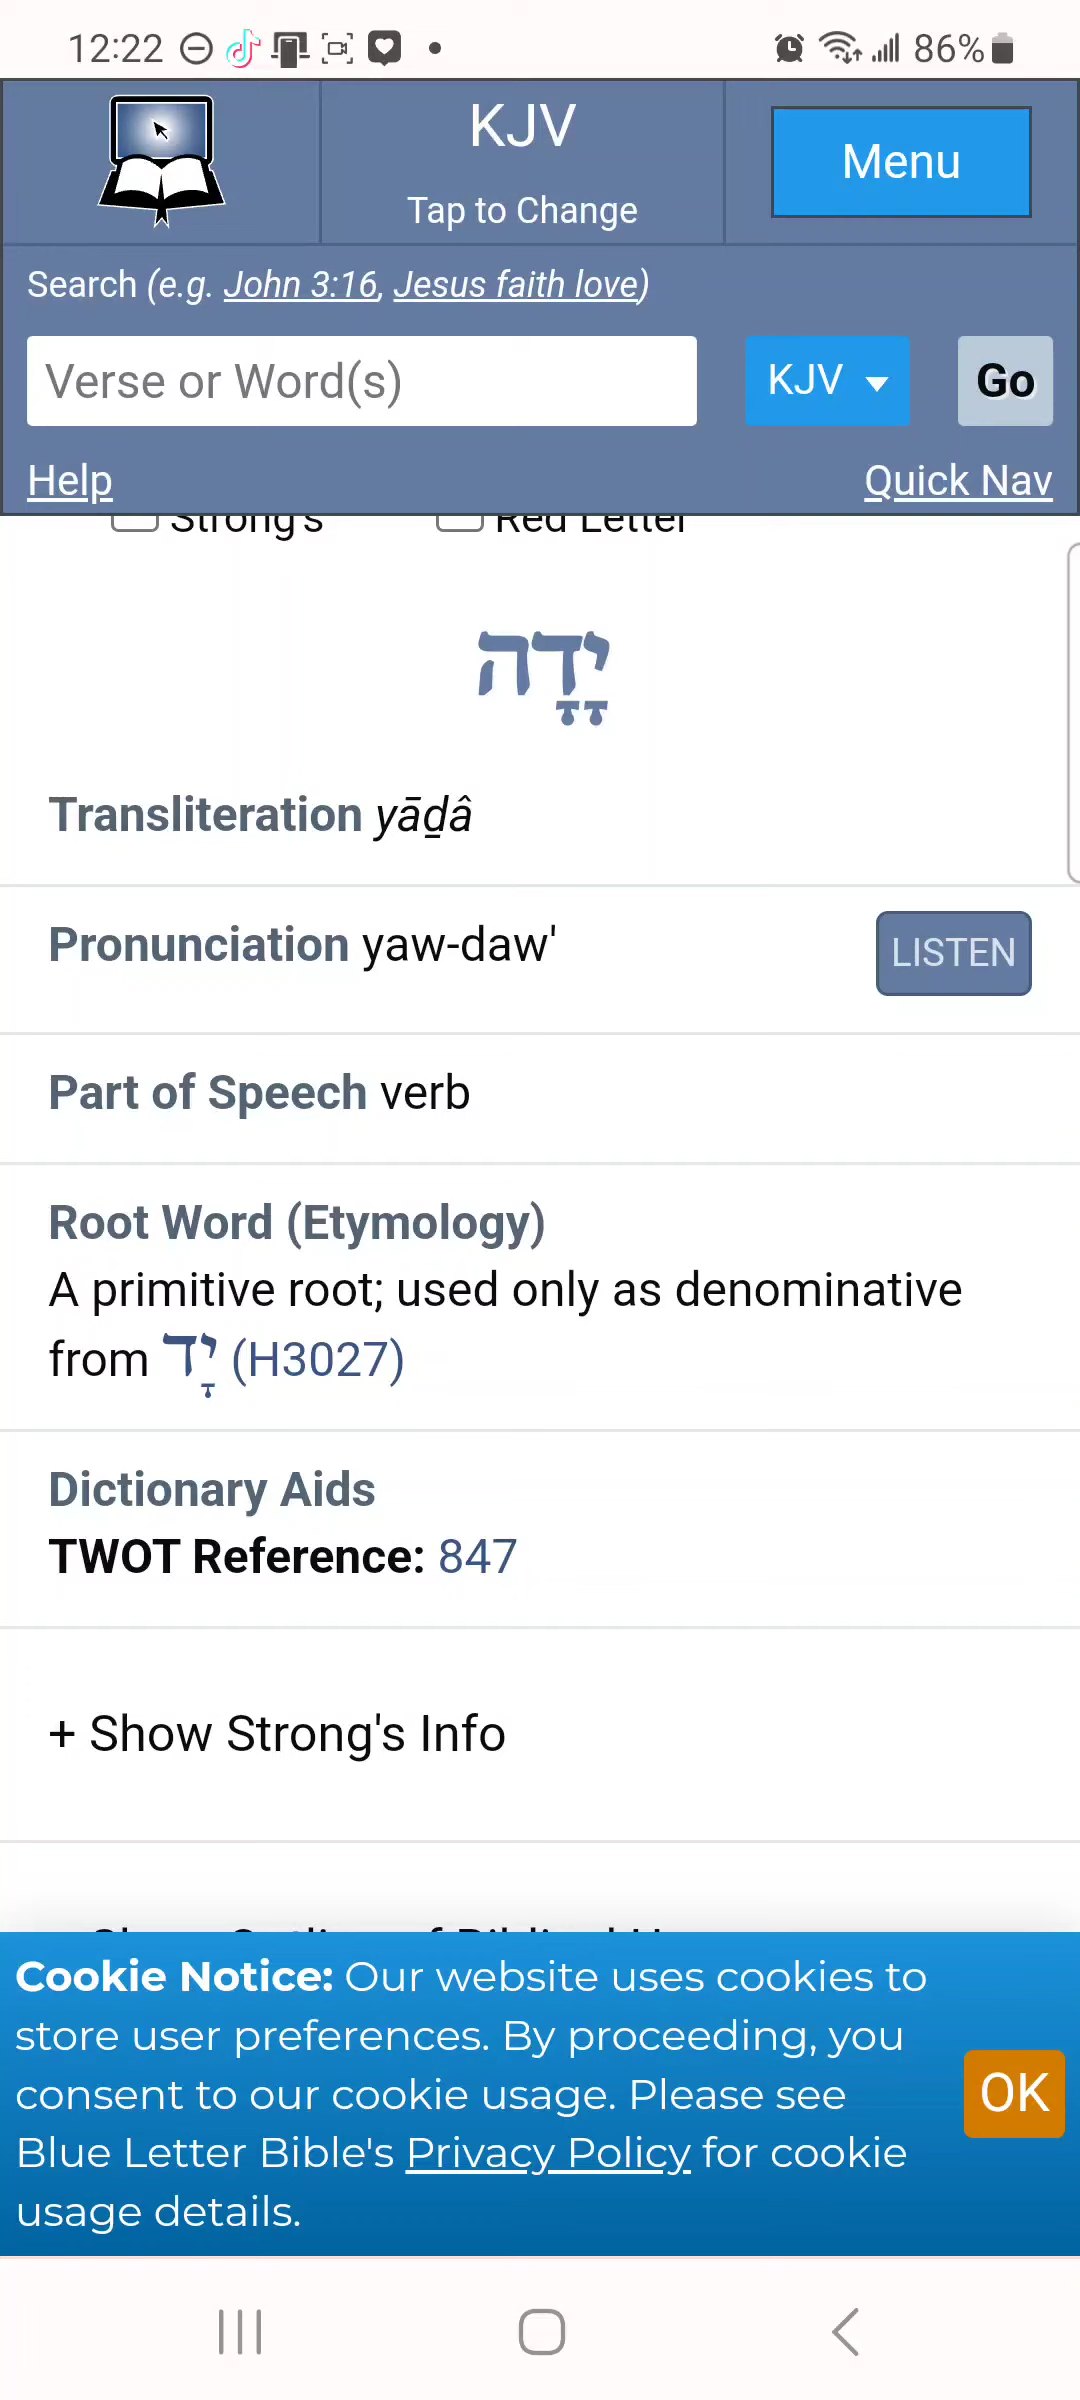 12:22
86%
KJV
Tap to Change
Menu
Search (e.g. John 3:16, Jesus faith love)
Verse or Word(s)
KJV
Go
Help
Quick Nav
Strong's
Red Letter
יָדָה
Transliteration yāḏâ
Pronunciation yaw-daw'
LISTEN
Part of Speech verb
Root Word (Etymology)
A primitive root; used only as denominative
from יָד (H3027)
Dictionary Aids
TWOT Reference: 847
+ Show Strong's Info
Cookie Notice: Our website uses cookies to
store user preferences. By proceeding, you
consent to our cookie usage. Please see
Blue Letter Bible's Privacy Policy for cookie
usage details.
OK